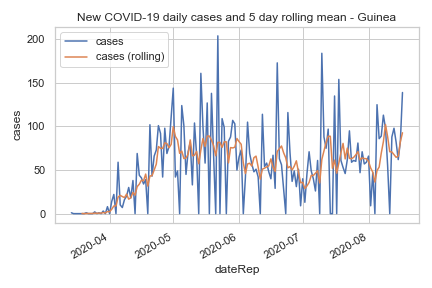 New COVID-19 daily cases and 5 day rolling mean - Guinea
cases
cases (rolling)
200
150
100
50
0
cases
2020-04
2020-05
2020-06
2020-07
2020-08
dateRep